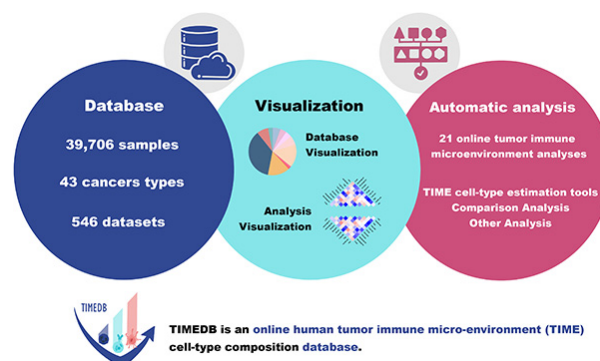 Database
39,706 samples
43 cancers types
546 datasets
Visualization
Database
Visualization
Analysis
Visualization
Automatic analysis
21 online tumor immune
microenvironment analyses
TIME cell-type estimation tools
Comparison Analysis
Other Analysis
TIMEDB
TIMEDB is an online human tumor immune micro-environment (TIME)
cell-type composition database.